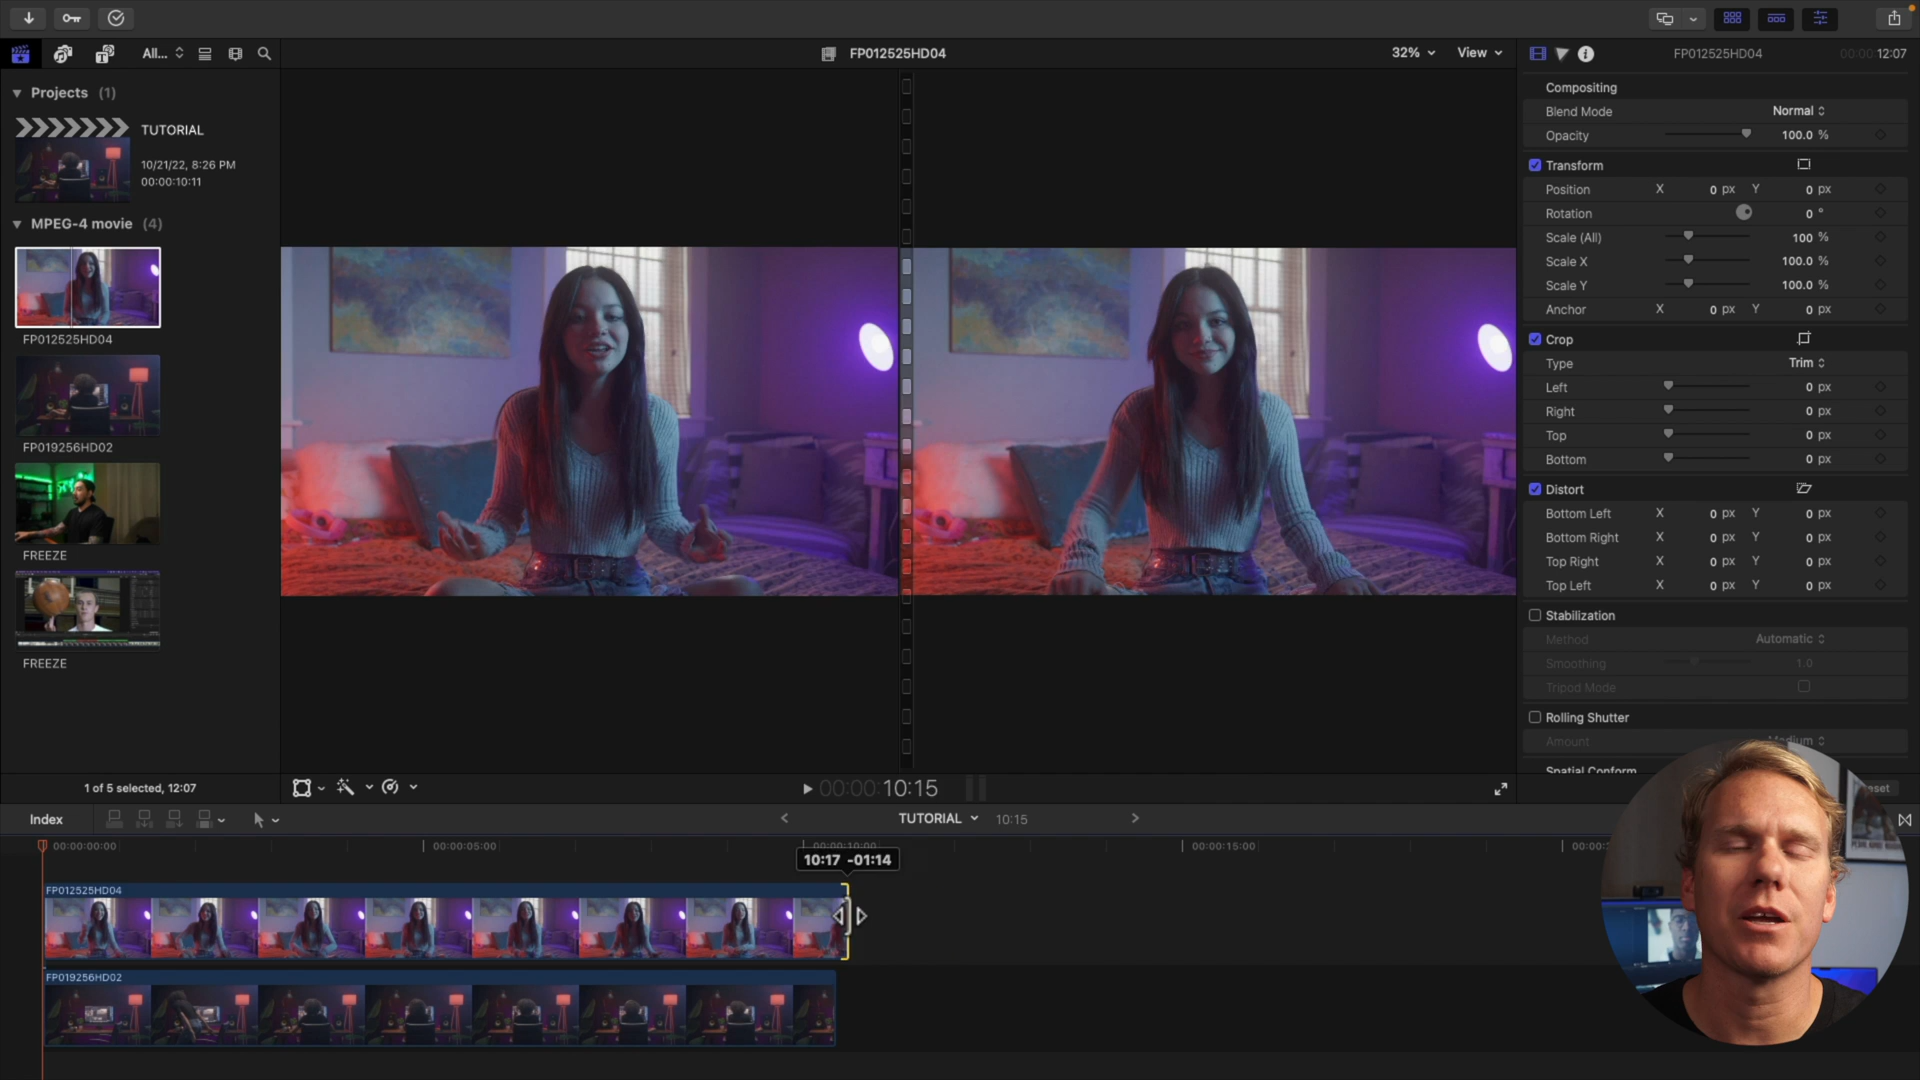 All...
FP012525HD04
32%
View
FP012525HD04
00:00:12:07
Projects (1)
TUTORIAL
10/21/22, 8:26 PM
00:00:10:11
MPEG-4 movie (4)
FP012525HD04
FP019256HD02
FREEZE
FREEZE
1 of 5 selected, 12:07
00:00:10:15
Compositing
Blend Mode Normal
Opacity 100.0 %
Transform
Position X 0 px Y 0 px
Rotation 0 °
Scale (All) 100 %
Scale X 100.0 %
Scale Y 100.0 %
Anchor X 0 px Y 0 px
Crop
Type Trim
Left 0 px
Right 0 px
Top 0 px
Bottom 0 px
Distort
Bottom Left X 0 px Y 0 px
Bottom Right X 0 px Y 0 px
Top Right X 0 px Y 0 px
Top Left X 0 px Y 0 px
Stabilization
Method Automatic
Smoothing 1.0
Tripod Mode
Rolling Shutter
Amount Medium
Spatial Conform
Index
TUTORIAL 10:15
00:00:00:00 00:00:05:00 00:00:10:00 00:00:15:00
10:17 -01:14
FP012525HD04
FP019256HD02